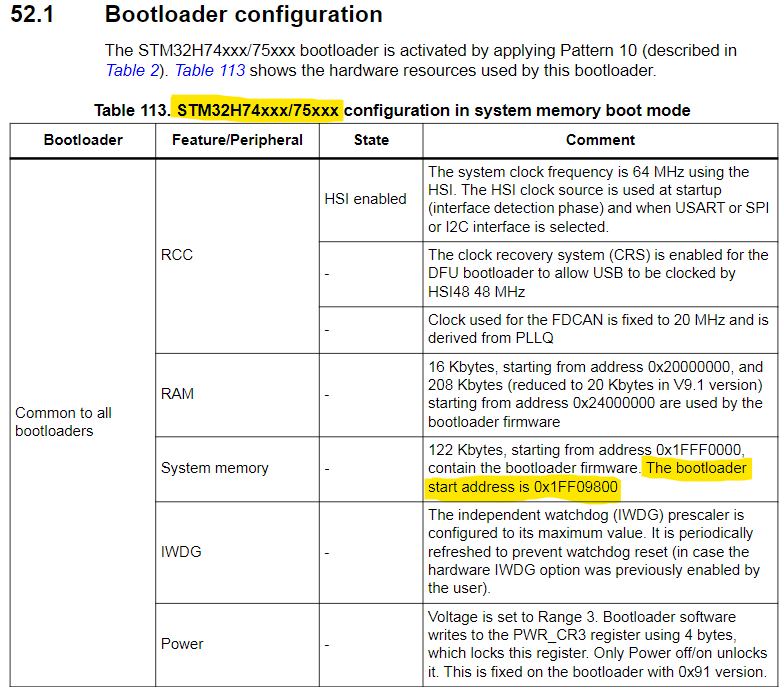 52.1 Bootloader configuration
The STM32H74xxx/75xxx bootloader is activated by applying Pattern 10 (described in
Table 2). Table 113 shows the hardware resources used by this bootloader.
Table 113. STM32H74xxx/75xxx configuration in system memory boot mode
Bootloader Feature/Peripheral State Comment
Common to all
bootloaders
RCC
HSI enabled
The system clock frequency is 64 MHz using the
HSI. The HSI clock source is used at startup
(interface detection phase) and when USART or SPI
or I2C interface is selected.
-
The clock recovery system (CRS) is enabled for the
DFU bootloader to allow USB to be clocked by
HSI48 48 MHz
-
Clock used for the FDCAN is fixed to 20 MHz and is
derived from PLLQ
RAM
-
16 Kbytes, starting from address 0x20000000, and
208 Kbytes (reduced to 20 Kbytes in V9.1 version)
starting from address 0x24000000 are used by the
bootloader firmware
System memory
-
122 Kbytes, starting from address 0x1FFF0000,
contain the bootloader firmware. The bootloader
start address is 0x1FF09800
IWDG
-
The independent watchdog (IWDG) prescaler is
configured to its maximum value. It is periodically
refreshed to prevent watchdog reset (in case the
hardware IWDG option was previously enabled by
the user).
Power
-
Voltage is set to Range 3. Bootloader software
writes to the PWR_CR3 register using 4 bytes,
which locks this register. Only Power off/on unlocks
it. This is fixed on the bootloader with 0x91 version.